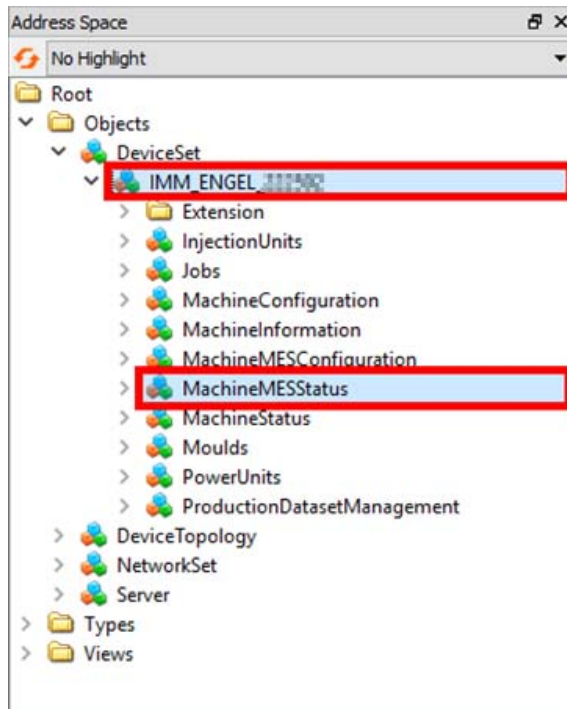 Address Space
No Highlight
Root
Objects
DeviceSet
IMM_ENGEL_
Extension
InjectionUnits
Jobs
MachineConfiguration
MachineInformation
MachineMESConfiguration
MachineMESStatus
MachineStatus
Moulds
PowerUnits
ProductionDatasetManagement
DeviceTopology
NetworkSet
Server
Types
Views